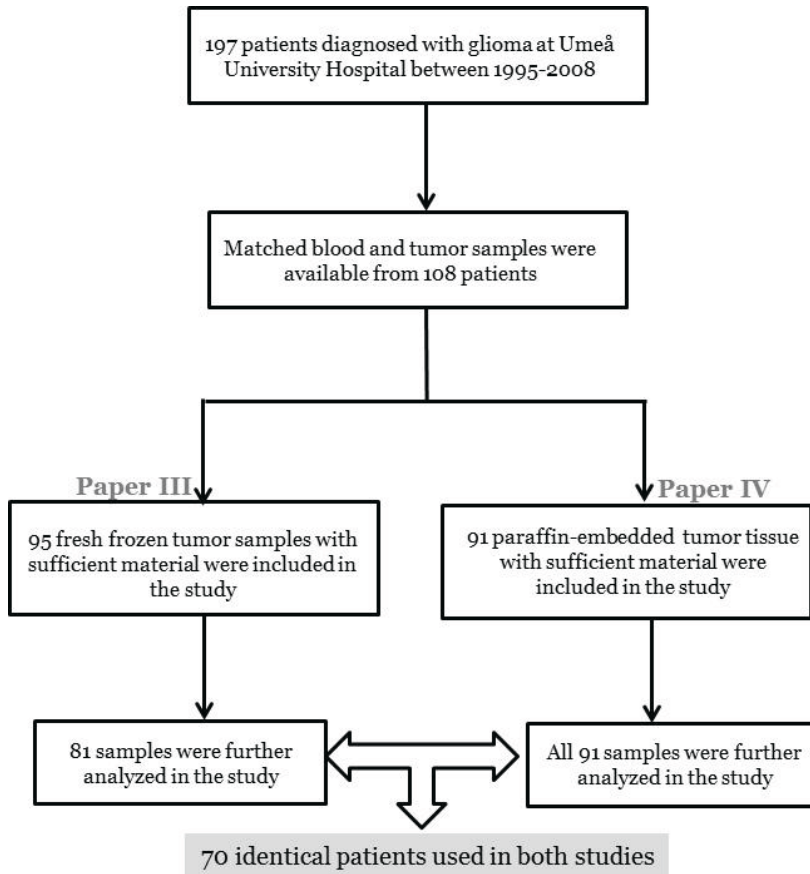 197 patients diagnosed with glioma at Umeå
University Hospital between 1995-2008
Matched blood and tumor samples were
available from 108 patients
Paper III
95 fresh frozen tumor samples with
sufficient material were included in
the study
81 samples were further
analyzed in the study
Paper IV
91 paraffin-embedded tumor tissue
with sufficient material were
included in the study
All 91 samples were further
analyzed in the study
70 identical patients used in both studies